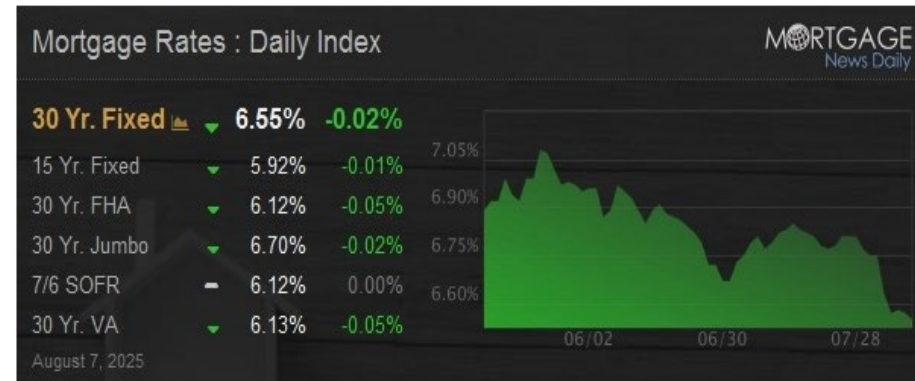 Mortgage Rates : Daily Index
MORTGAGE
News Daily
30 Yr. Fixed 6.55% -0.02%
15 Yr. Fixed 5.92% -0.01%
30 Yr. FHA 6.12% -0.05%
30 Yr. Jumbo 6.70% -0.02%
7/6 SOFR 6.12% 0.00%
30 Yr. VA 6.13% -0.05%
August 7, 2025
7.05%
6.90%
6.75%
6.60%
06/02 06/30 07/28